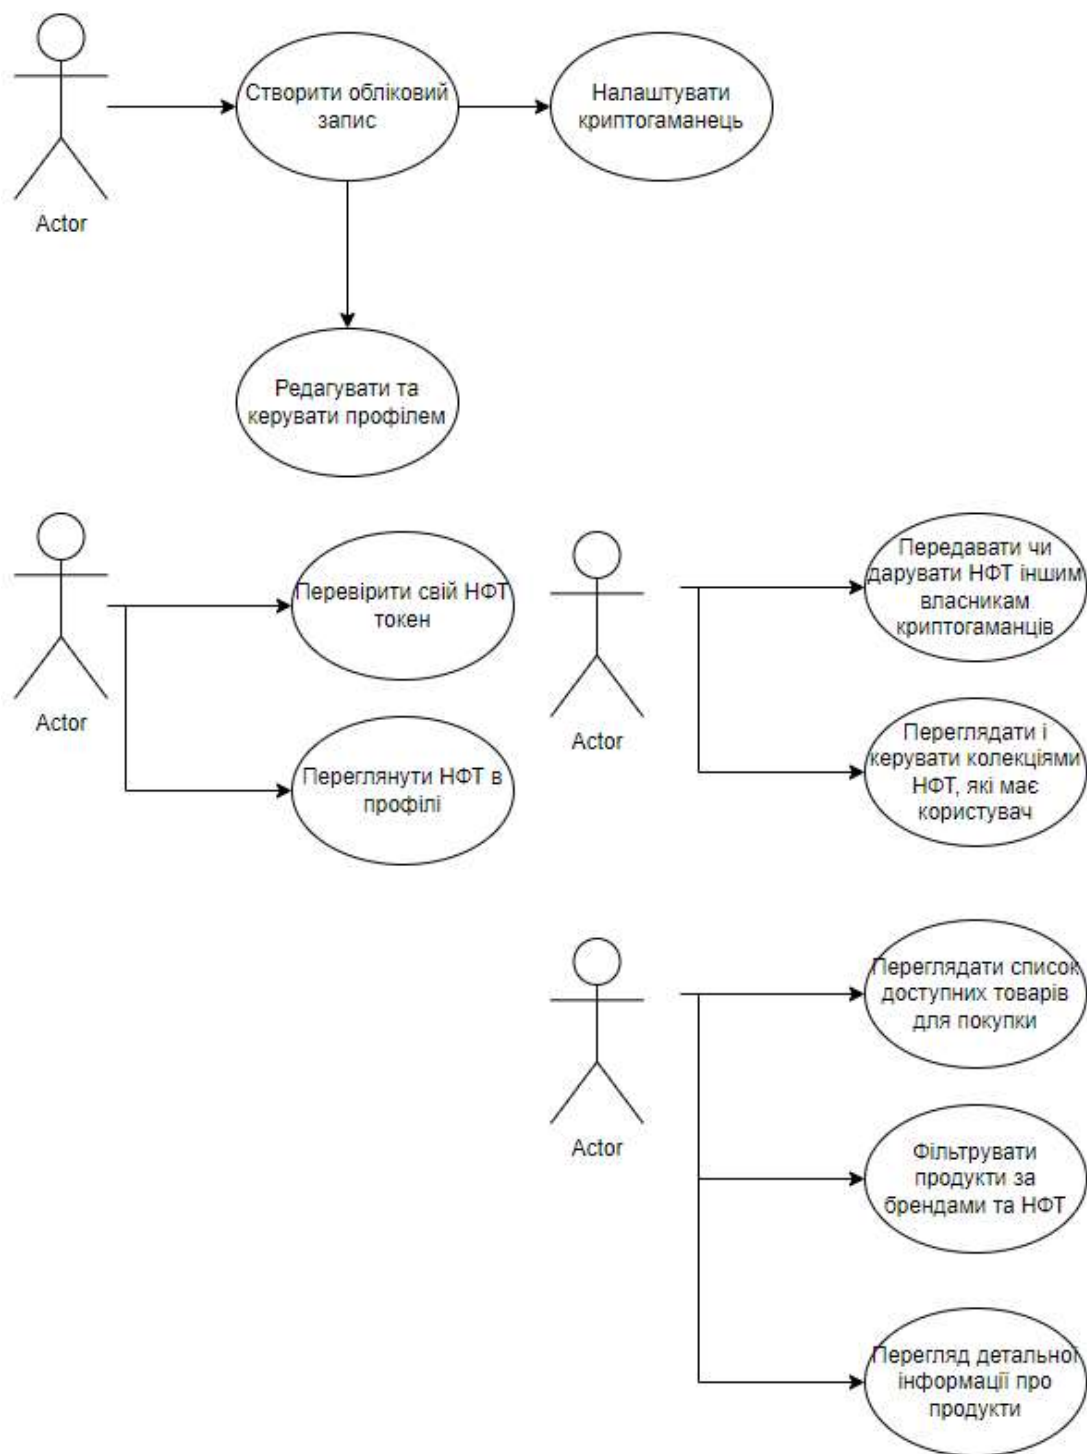 Створити обліковий
запис
Налаштувати
криптогаманець
Actor
Редагувати та
керувати профілем
Перевірити свій НФТ
токен
Actor
Переглянути НФТ в
профілі
Передавати чи
дарувати НФТ іншим
власникам
криптогаманців
Actor
Переглядати і
керувати колекціями
НФТ, які має
користувач
Переглядати список
доступних товарів
для покупки
Actor
Фільтрувати
продукти за
брендами та НФТ
Перегляд детальної
інформації про
продукти